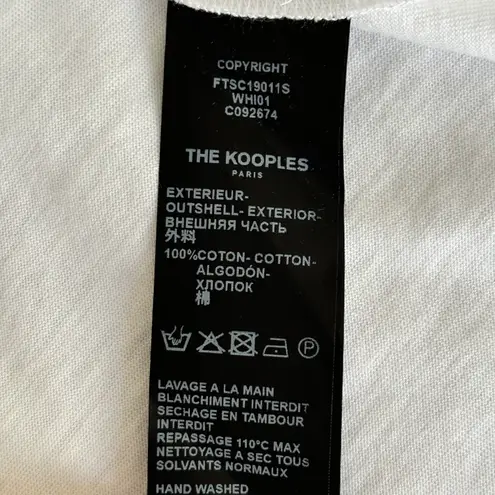 COPYRIGHT
FTSC19011S
WHI01
C092674
THE KOOPLES
PARIS
EXTERIEUR-
OUTSHELL- EXTERIOR-
ВНЕШНЯЯ ЧАСТЬ
外料
100%COTON- COTTON-
ALGODÓN-
ХЛОПОК
棉
P
LAVAGE A LA MAIN
BLANCHIMENT INTERDIT
SECHAGE EN TAMBOUR
INTERDIT
REPASSAGE 110°C MAX
NETTOYAGE A SEC TOUS
SOLVANTS NORMAUX
HAND WASHED